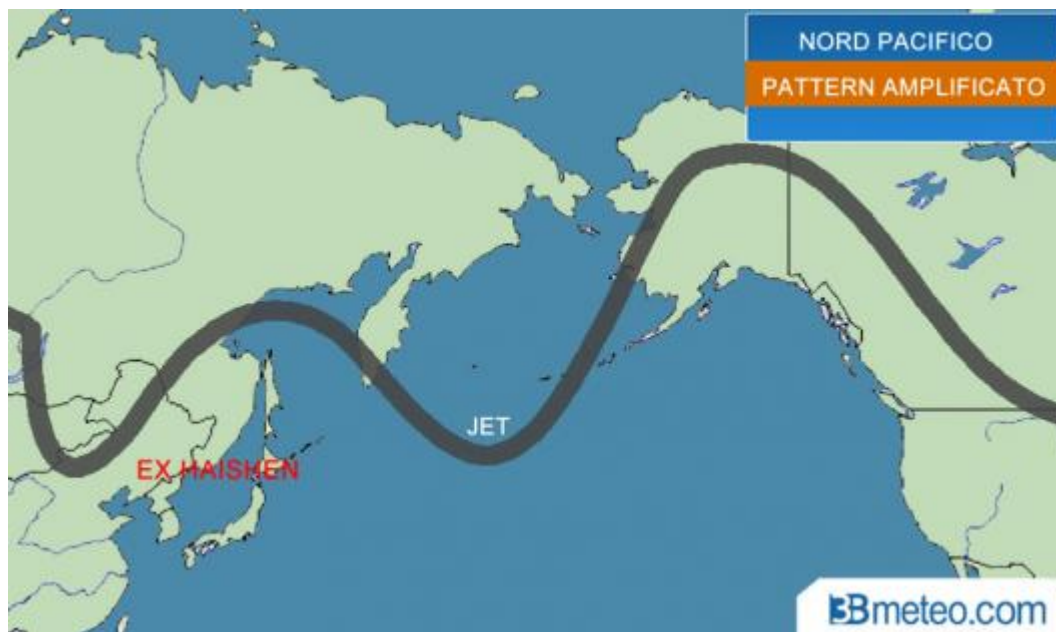 NORD PACIFICO
PATTERN AMPLIFICATO
JET
EX HAISHEN
3Bmeteo.com